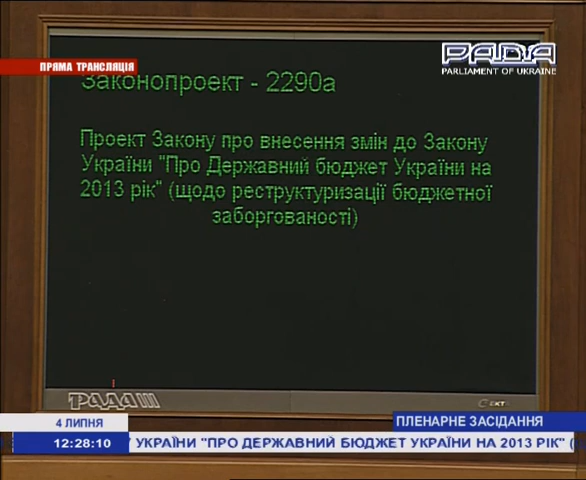 ПРЯМА ТРАНСЛЯЦІЯ
РАДА
PARLIAMENT OF UKRAINE
Законопроект - 2290а
Проект Закону про внесення змін до Закону
України "Про Державний бюджет України на
2013 рік" (щодо реструктуризації бюджетної
заборгованості)
РАДА III
4 ЛИПНЯ
ПЛЕНАРНЕ ЗАСІДАННЯ
12:28:10
УКРАЇНИ "ПРО ДЕРЖАВНИЙ БЮДЖЕТ УКРАЇНИ НА 2013 РІК" (